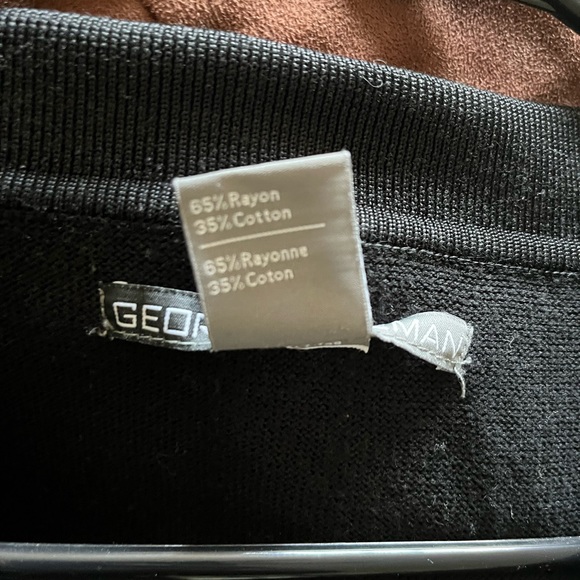 65% Rayon
35% Cotton
65% Rayonne
35% Coton
GEOR
MAN